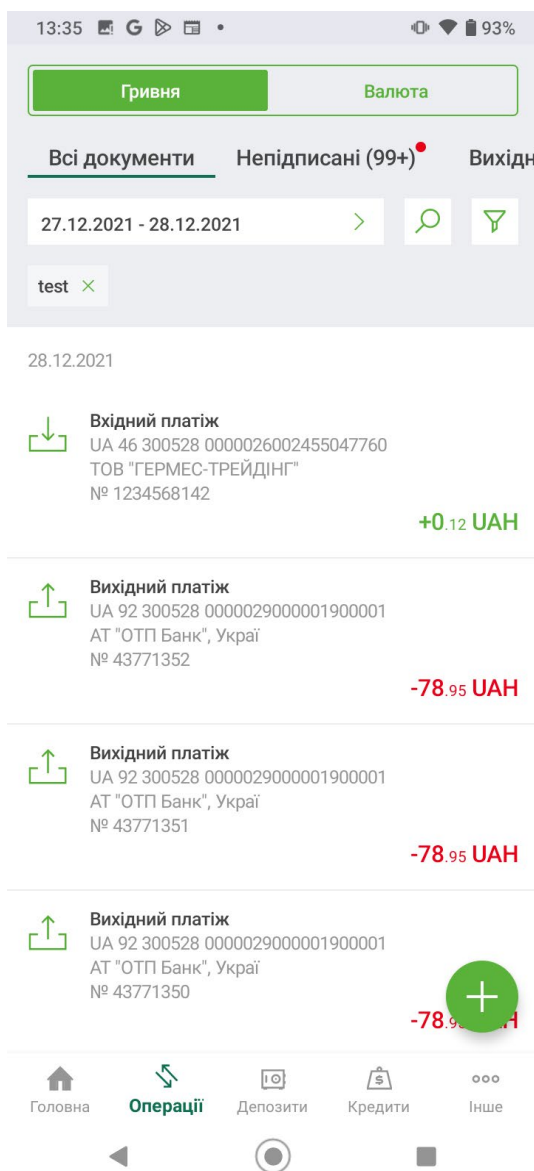 13:35 G 93%
Гривня Валюта
Всі документи Непідписані (99+) Вихідн
27.12.2021 - 28.12.2021
test
28.12.2021
Вхідний платіж
UA 46 300528 0000026002455047760
ТОВ "ГЕРМЕС-ТРЕЙДІНГ"
№ 1234568142
+0.12 UAH
Вихідний платіж
UA 92 300528 0000029000001900001
АТ "ОТП Банк", Украї
№ 43771352
-78.95 UAH
Вихідний платіж
UA 92 300528 0000029000001900001
АТ "ОТП Банк", Украї
№ 43771351
-78.95 UAH
Вихідний платіж
UA 92 300528 0000029000001900001
АТ "ОТП Банк", Украї
№ 43771350
-78.9
Головна Операції Депозити Кредити Інше